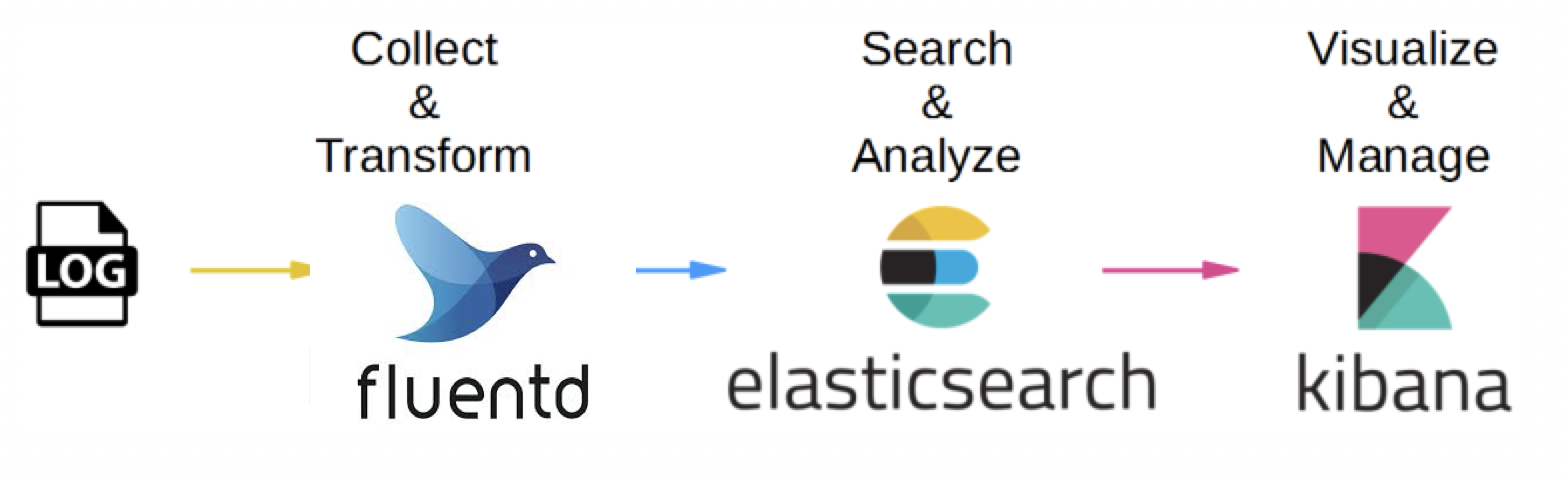 Collect
&
Transform
Search
&
Analyze
Visualize
&
Manage
LOG
fluentd
elasticsearch
kibana